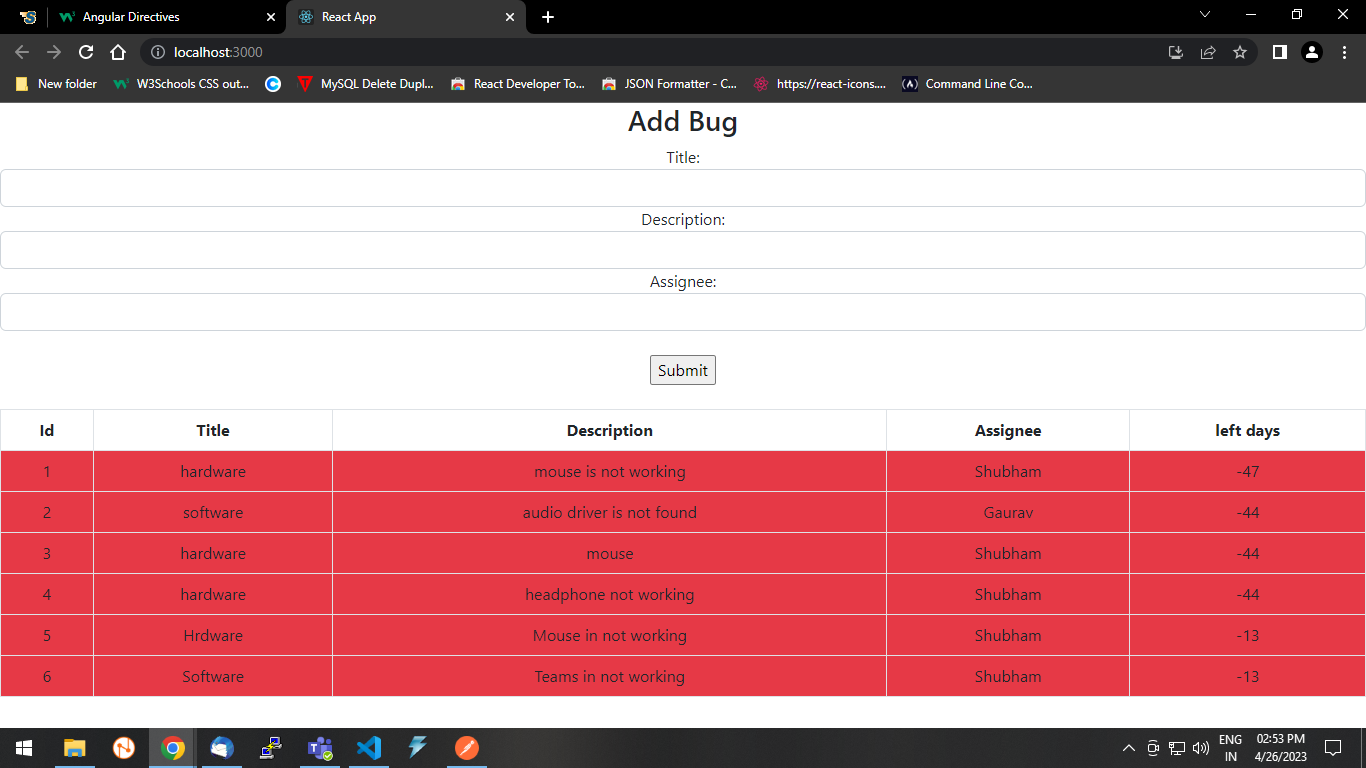 Angular Directives
React App
localhost:3000
New folder
W3Schools CSS out...
MySQL Delete Dupl...
React Developer To...
JSON Formatter - C...
https://react-icons....
Command Line Co...
Add Bug
Title:
Description:
Assignee:
Submit
Id Title Description Assignee left days
1 hardware mouse is not working Shubham -47
2 software audio driver is not found Gaurav -44
3 hardware mouse Shubham -44
4 hardware headphone not working Shubham -44
5 Hrdware Mouse in not working Shubham -13
6 Software Teams in not working Shubham -13
ENG 02:53 PM
IN 4/26/2023